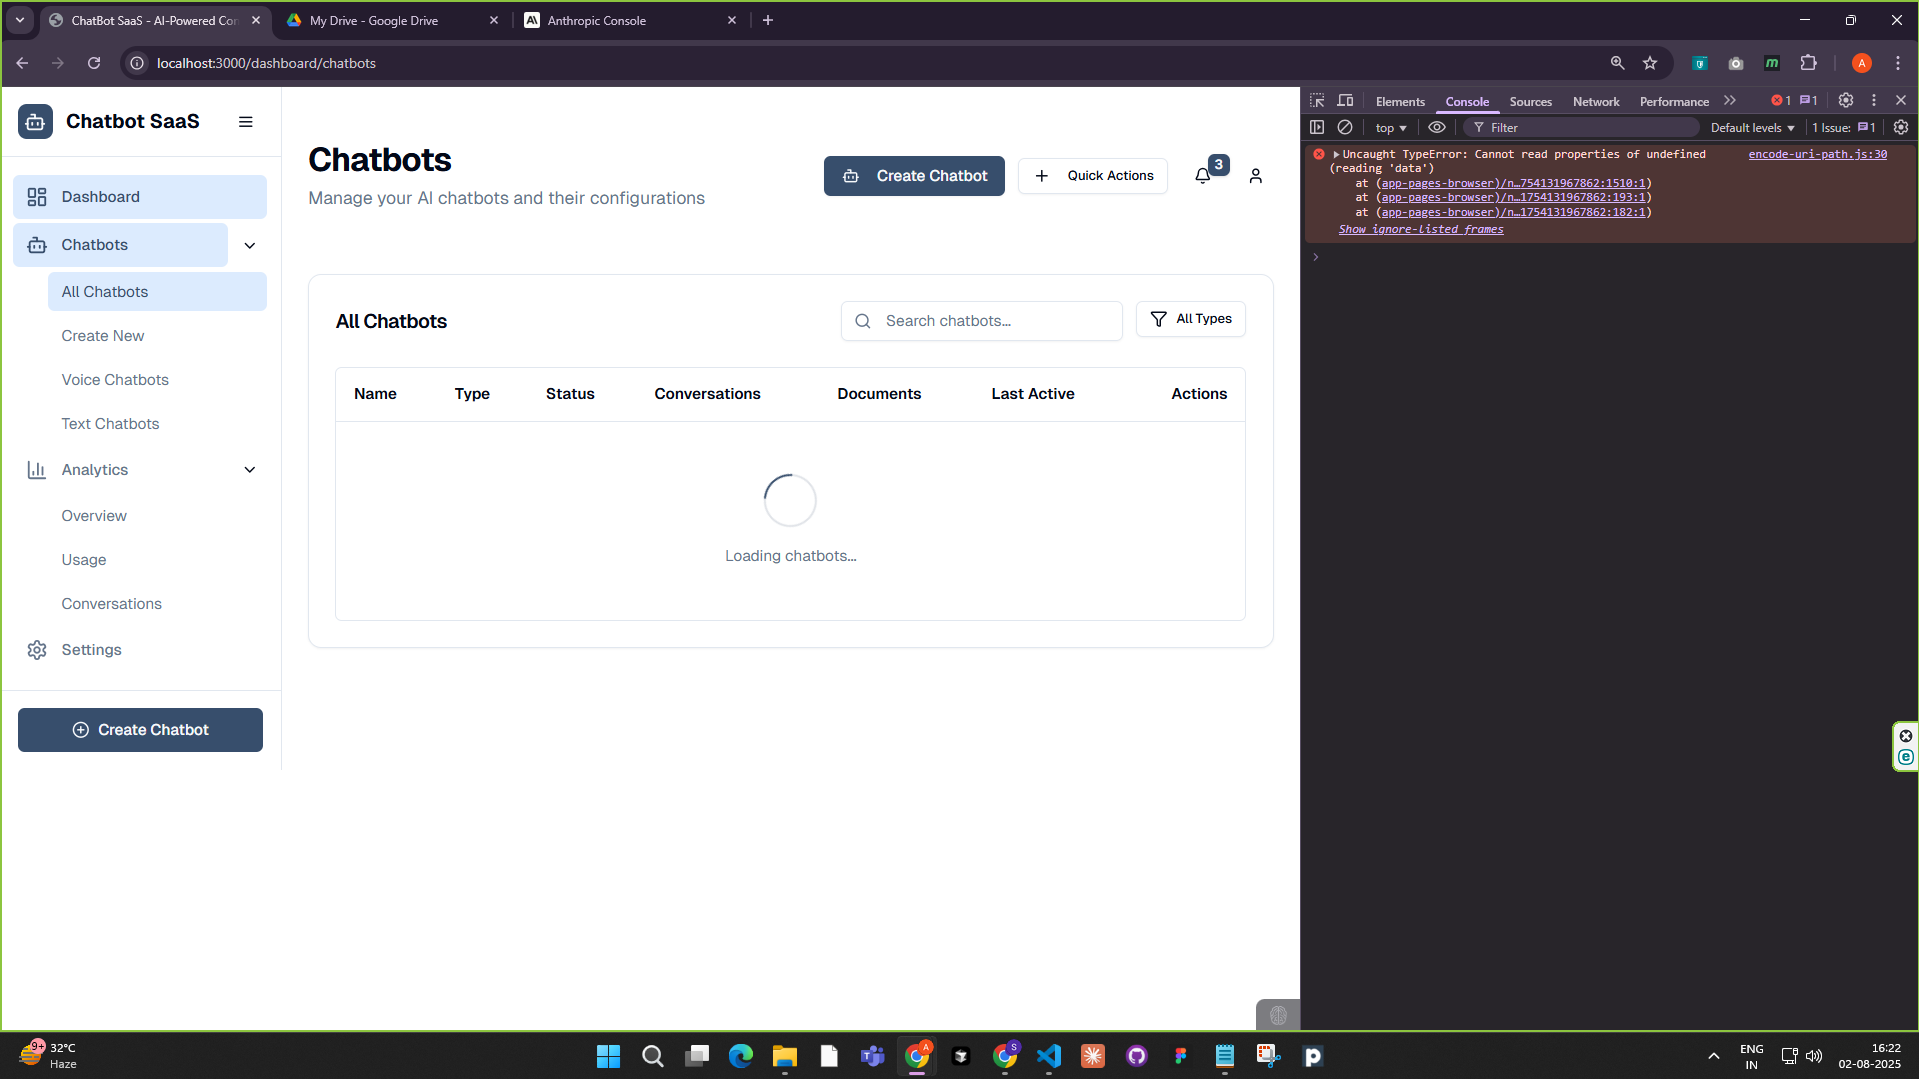 ChatBot SaaS - AI-Powered Con
My Drive - Google Drive
Anthropic Console
localhost:3000/dashboard/chatbots
A
Chatbot SaaS
Dashboard
Chatbots
All Chatbots
Create New
Voice Chatbots
Text Chatbots
Analytics
Overview
Usage
Conversations
Settings
Create Chatbot
Chatbots
Manage your AI chatbots and their configurations
Create Chatbot
Quick Actions
3
All Chatbots
Search chatbots...
All Types
Name Type Status Conversations Documents Last Active Actions
Loading chatbots...
Elements Console Sources Network Performance 1 1
top Filter Default levels 1 Issue: 1
Uncaught TypeError: Cannot read properties of undefined encode-uri-path.js:30
(reading 'data')
at (app-pages-browser)/n…754131967862:1510:1)
at (app-pages-browser)/n…1754131967862:193:1)
at (app-pages-browser)/n…1754131967862:182:1)
Show ignore-listed frames
9+
32°C
Haze
A
S
ENG
IN
16:22
02-08-2025